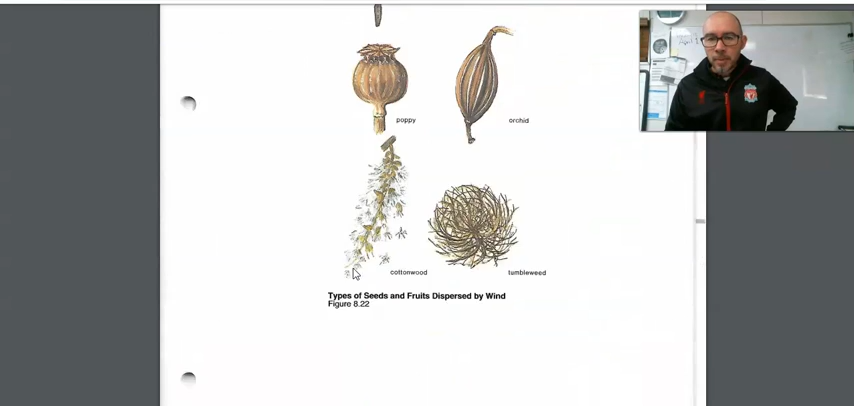 poppy
orchid
cottonwood
tumbleweed
Types of Seeds and Fruits Dispersed by Wind
Figure 8.22